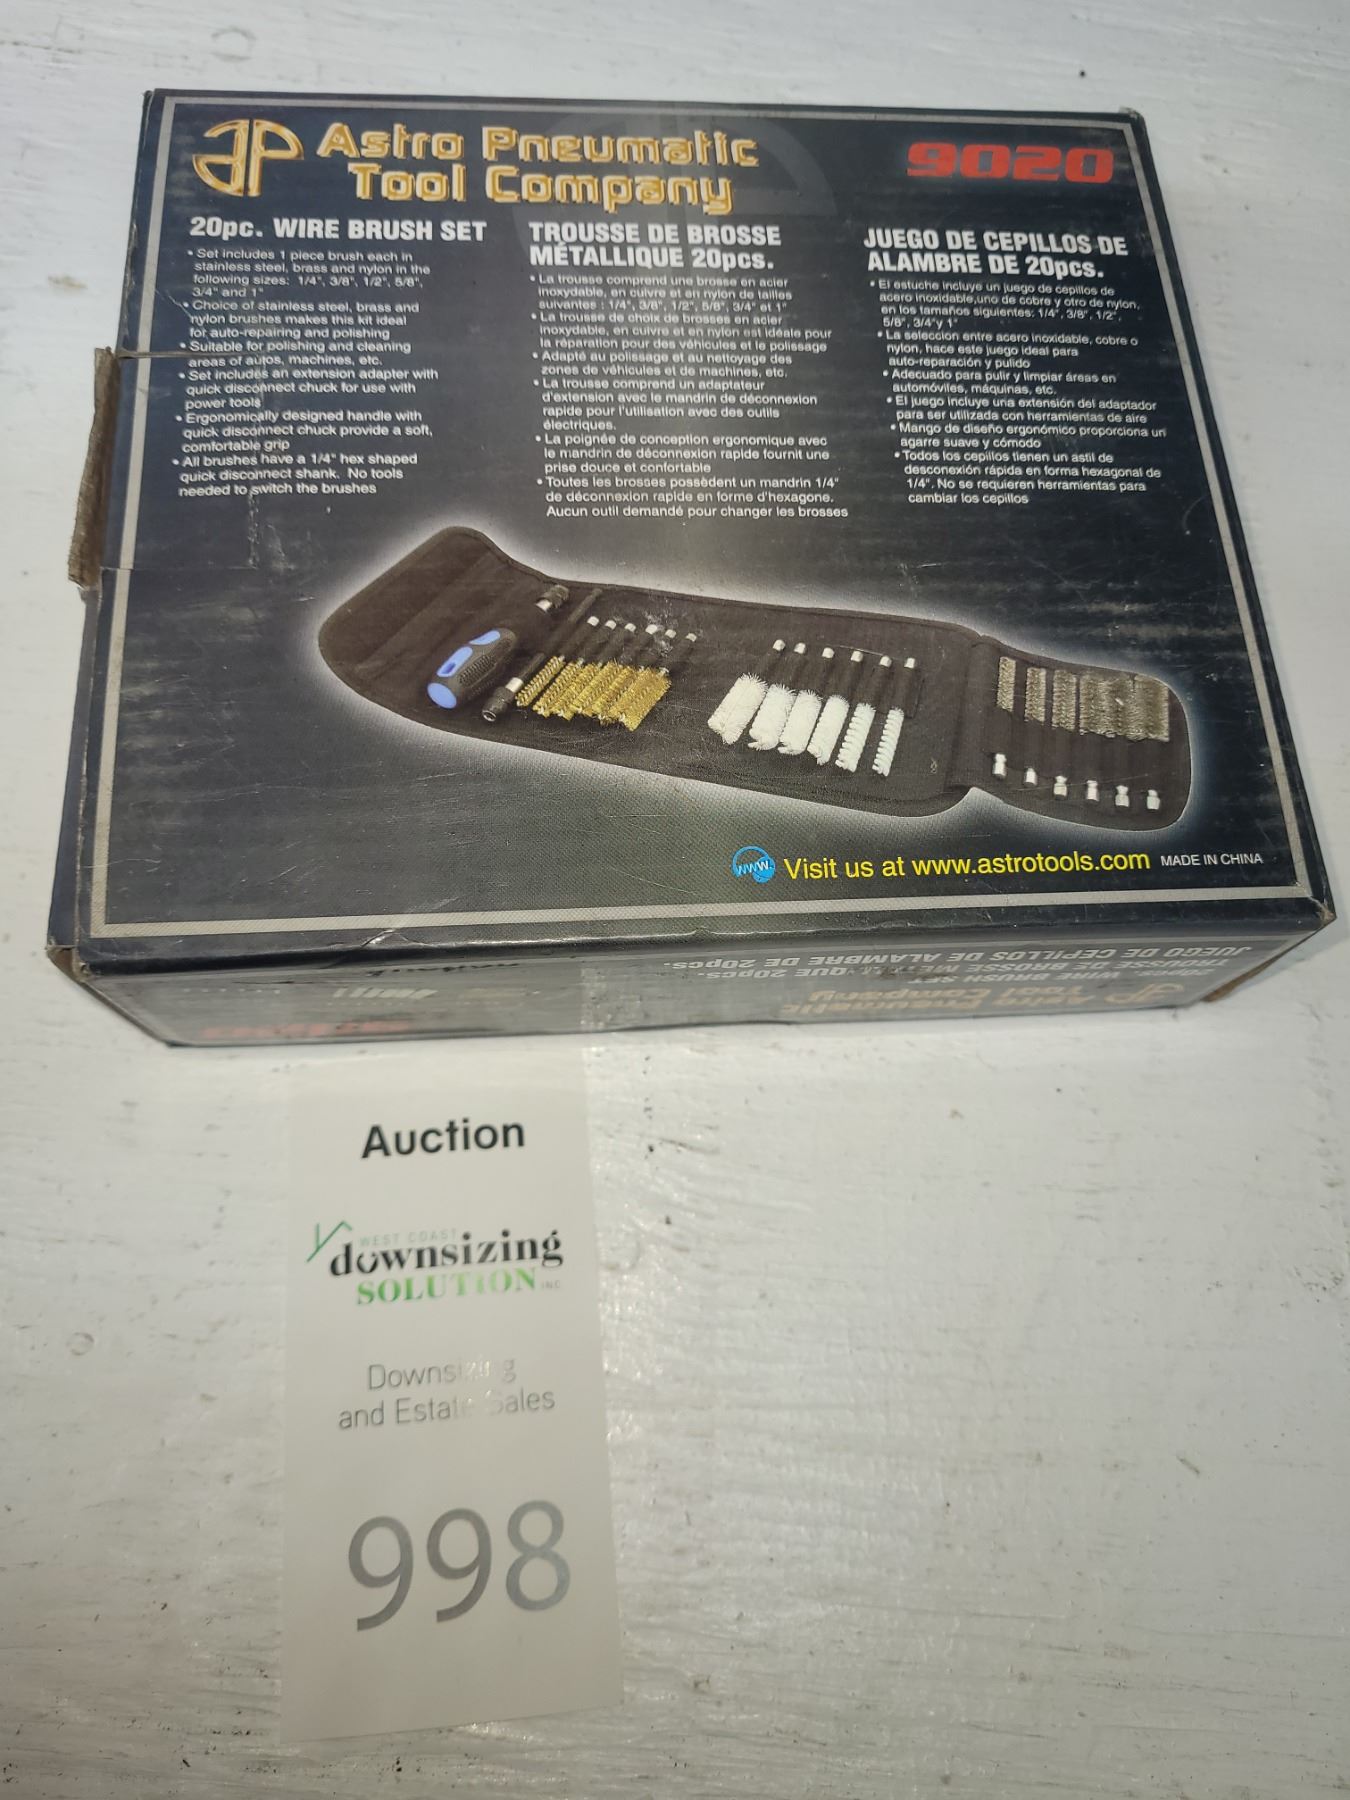 AP Astro Pneumatic
Tool Company
9020
20pc. WIRE BRUSH SET
• Set includes 1 piece brush each in
stainless steel, brass and nylon in the
following sizes: 1/4", 3/8", 1/2", 5/8",
3/4" and 1"
• Choice of stainless steel, brass and
nylon brushes makes this kit ideal
for auto-repairing and polishing
• Suitable for polishing and cleaning
areas of autos, machines, etc.
• Set includes an extension adapter with
quick disconnect chuck for use with
power tools
• Ergonomically designed handle with
quick disconnect chuck provide a soft,
comfortable grip
• All brushes have a 1/4" hex shaped
quick disconnect shank. No tools
needed to switch the brushes
TROUSSE DE BROSSE
MÉTALLIQUE 20pcs.
• La trousse comprend une brosse en acier
inoxydable, en cuivre et en nylon de tailles
suivantes : 1/4", 3/8", 1/2", 5/8", 3/4" et 1"
• La trousse de choix de brosses en acier
inoxydable, en cuivre et en nylon est idéale pour
la réparation pour des véhicules et le polissage
• Adapté au polissage et au nettoyage des
zones de véhicules et de machines, etc.
• La trousse comprend un adaptateur
d'extension avec le mandrin de déconnexion
rapide pour l'utilisation avec des outils
électriques.
• La poignée de conception ergonomique avec
le mandrin de déconnexion rapide fournit une
prise douce et confortable
• Toutes les brosses possèdent un mandrin 1/4"
de déconnexion rapide en forme d'hexagone.
Aucun outil demandé pour changer les brosses
JUEGO DE CEPILLOS DE
ALAMBRE DE 20pcs.
• El estuche incluye un juego de cepillos de
acero inoxidable,uno de cobre y otro de nylon,
en los tamaños siguientes: 1/4", 3/8", 1/2",
5/8", 3/4"y 1"
• La seleccion entre acero inoxidable, cobre o
nylon, hace este juego ideal para
auto-reparación y pulido
• Adecuado para pulir y limpiar áreas en
automóviles, máquinas, etc.
• El juego incluye una extensión del adaptador
para ser utilizada con herramientas de aire
• Mango de diseño ergonómico proporciona un
agarre suave y cómodo
• Todos los cepillos tienen un astil de
desconexión rápida en forma hexagonal de
1/4". No se requieren herramientas para
cambiar los cepillos
www. Visit us at www.astrotools.com MADE IN CHINA
AP Astro Pneumatic
Tool Company
WIRE BRUSH SET
JUEGO DE CEPILLOS DE ALAMBRE DE 20pcs.
Auction
WEST COAST
downsizing
SOLUTION INC.
Downsizing
and Estate Sales
998